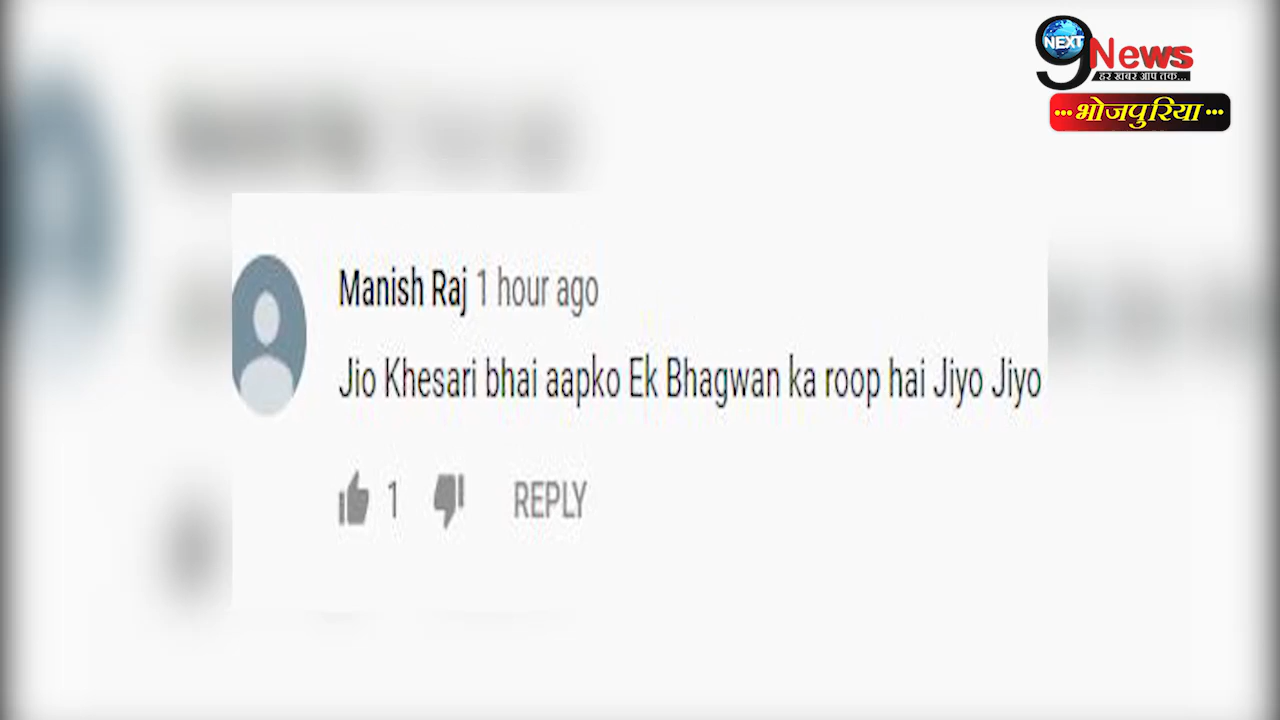 9 NEXT News
हर खबर आप तक...
...भोजपुरिया...
Manish Raj 1 hour ago
Jio Khesari bhai aapko Ek Bhagwan ka roop hai Jiyo Jiyo
1 REPLY